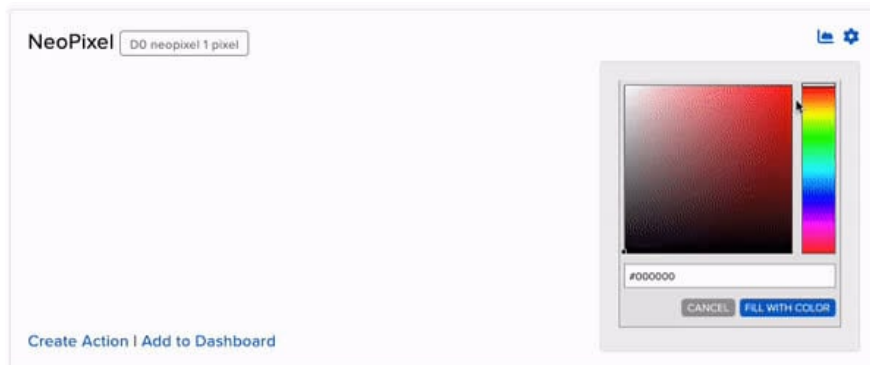 NeoPixel D0 neopixel 1 pixel
#000000
CANCEL FILL WITH COLOR
Create Action | Add to Dashboard